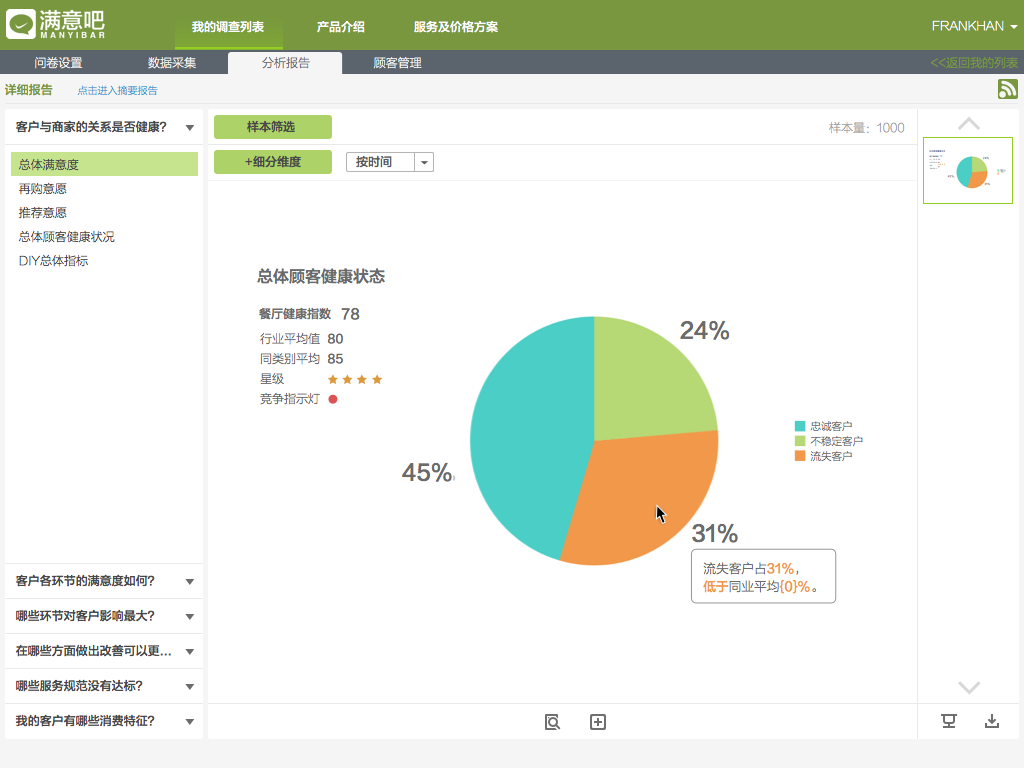 满意吧
MANYIBAR
我的调查列表
产品介绍
服务及价格方案
FRANKHAN
问卷设置
数据采集
分析报告
顾客管理
<<返回我的列表
详细报告
点击进入摘要报告
客户与商家的关系是否健康?
总体满意度
再购意愿
推荐意愿
总体顾客健康状况
DIY总体指标
客户各环节的满意度如何?
哪些环节对客户影响最大?
在哪些方面做出改善可以更...
哪些服务规范没有达标?
我的客户有哪些消费特征?
样本筛选
样本量: 1000
+细分维度
按时间
总体顾客健康状态
餐厅健康指数 78
行业平均值 80
同类别平均 85
星级
竞争指示灯
24%
45%
31%
忠诚客户
不稳定客户
流失客户
流失客户占31%,
低于同业平均{0}%。